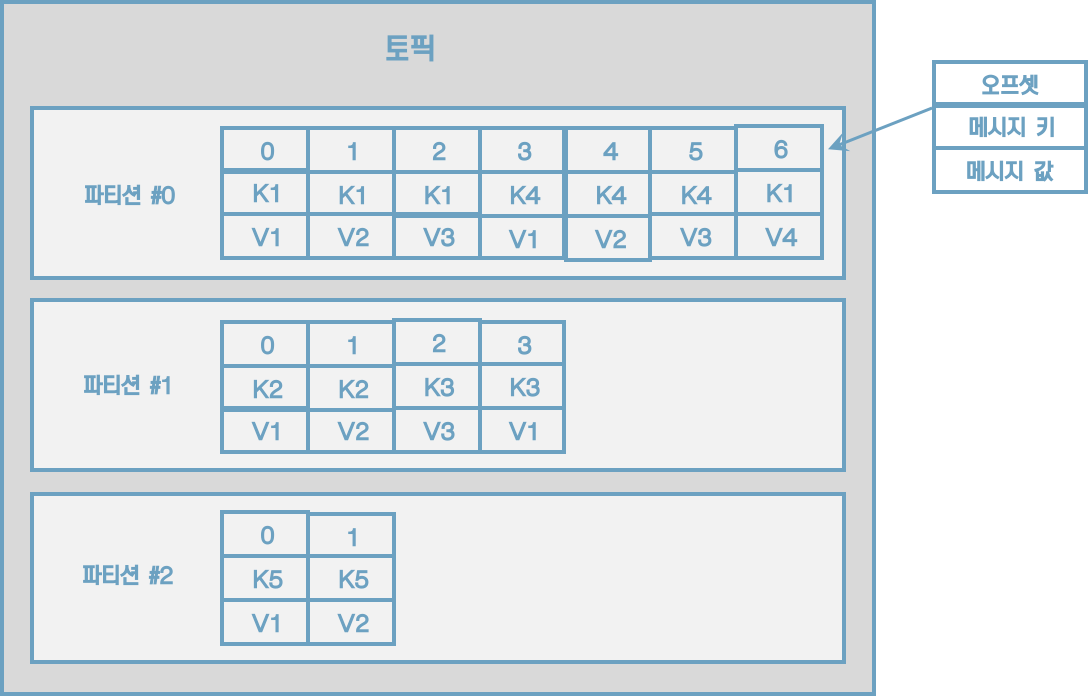 토픽
오프셋
메시지 키
메시지 값
파티션 #0
0 1 2 3 4 5 6
K1 K1 K1 K4 K4 K4 K1
V1 V2 V3 V1 V2 V3 V4
파티션 #1
0 1 2 3
K2 K2 K3 K3
V1 V2 V3 V1
파티션 #2
0 1
K5 K5
V1 V2